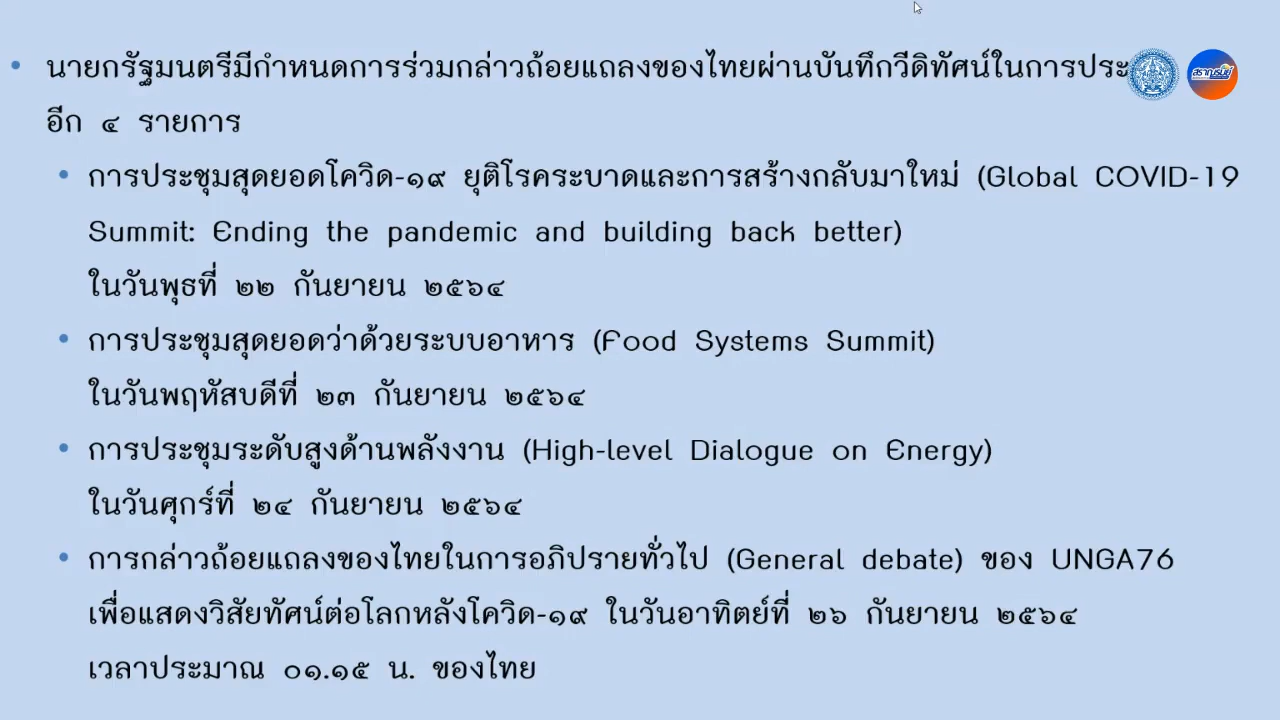 นายกรัฐมนตรีมีกำหนดการร่วมกล่าวถ้อยแถลงของไทยผ่านบันทึกวีดิทัศน์ในการประ
อีก ๔ รายการ
การประชุมสุดยอดโควิด-๑๙ ยุติโรคระบาดและการสร้างกลับมาใหม่ (Global COVID-19
Summit: Ending the pandemic and building back better)
ในวันพุธที่ ๒๒ กันยายน ๒๕๖๔
การประชุมสุดยอดว่าด้วยระบบอาหาร (Food Systems Summit)
ในวันพฤหัสบดีที่ ๒๓ กันยายน ๒๕๖๔
การประชุมระดับสูงด้านพลังงาน (High-level Dialogue on Energy)
ในวันศุกร์ที่ ๒๔ กันยายน ๒๕๖๔
การกล่าวถ้อยแถลงของไทยในการอภิปรายทั่วไป (General debate) ของ UNGA76
เพื่อแสดงวิสัยทัศน์ต่อโลกหลังโควิด-๑๙ ในวันอาทิตย์ที่ ๒๖ กันยายน ๒๕๖๔
เวลาประมาณ ๐๑.๑๕ น. ของไทย